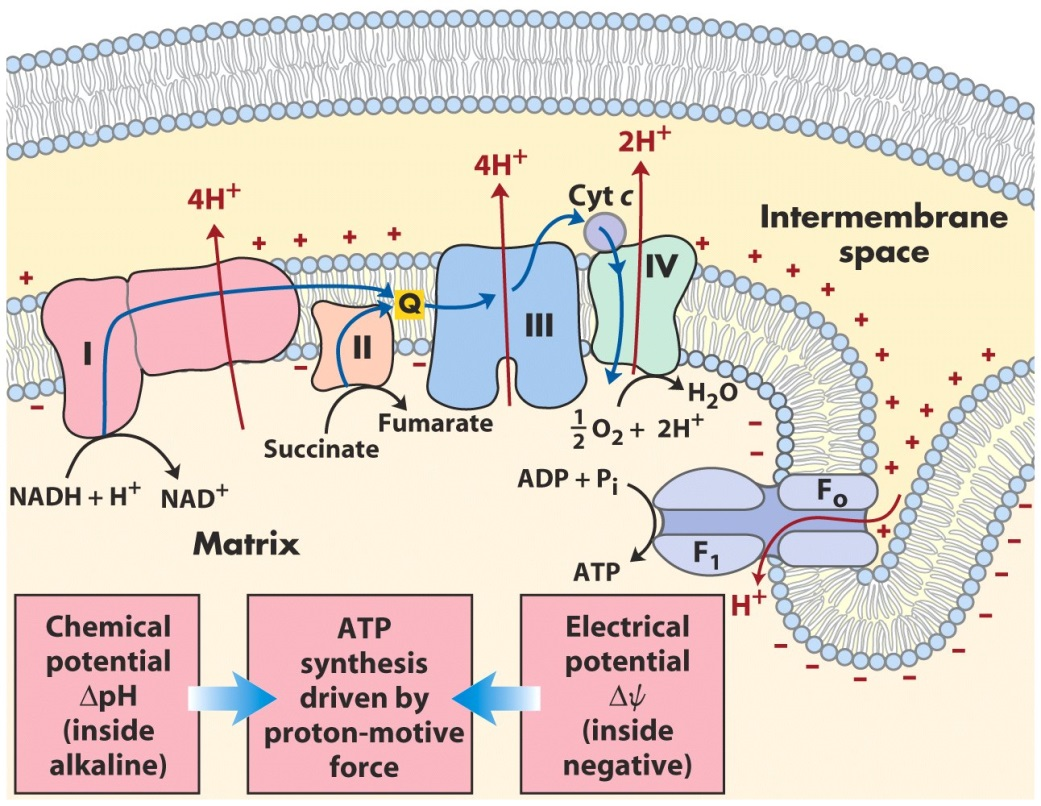 2H⁺
4H⁺
Cyt c
4H⁺
Intermembrane
space
IV
Q
III
I
II
H₂O
Fumarate
½ O₂ + 2H⁺
Succinate
ADP + Pᵢ
NADH + H⁺ NAD⁺
Fₒ
Matrix
F₁
ATP
H⁺
Chemical
potential
ΔpH
(inside
alkaline)
ATP
synthesis
driven by
proton-motive
force
Electrical
potential
Δψ
(inside
negative)